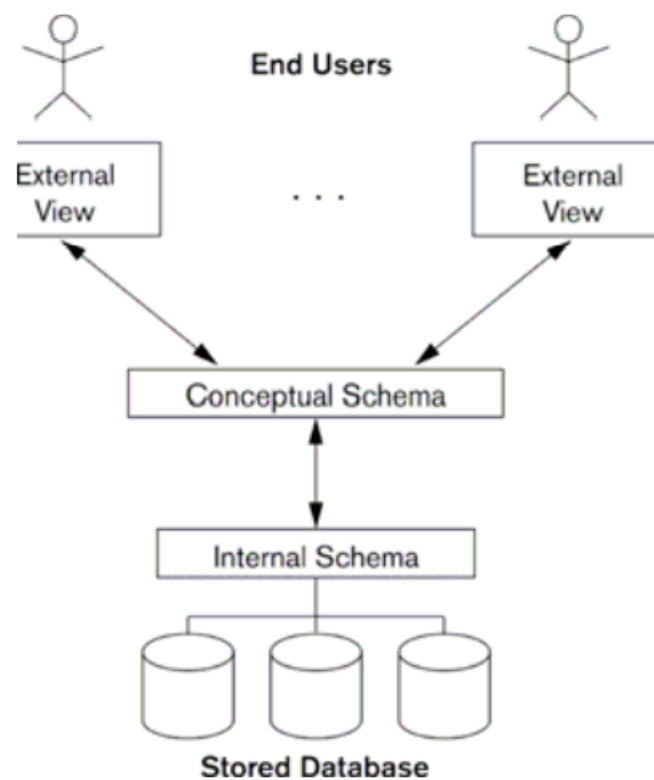 End Users
External
View
. . .
External
View
Conceptual Schema
Internal Schema
Stored Database